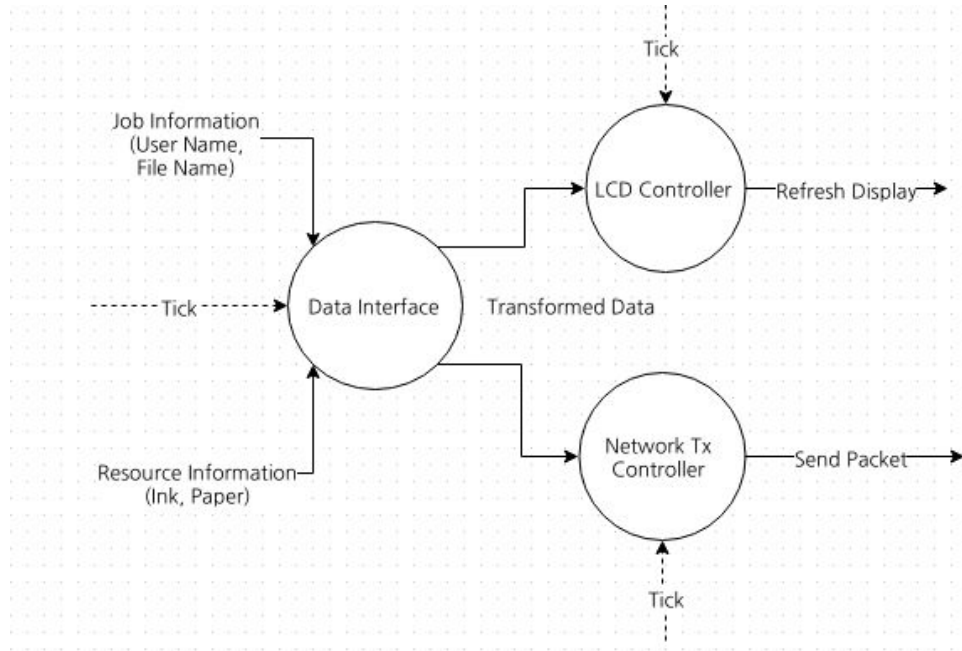 Tick
Job Information
(User Name,
File Name)
LCD Controller
Refresh Display
Tick
Data Interface
Transformed Data
Network Tx
Controller
Send Packet
Resource Information
(Ink, Paper)
Tick